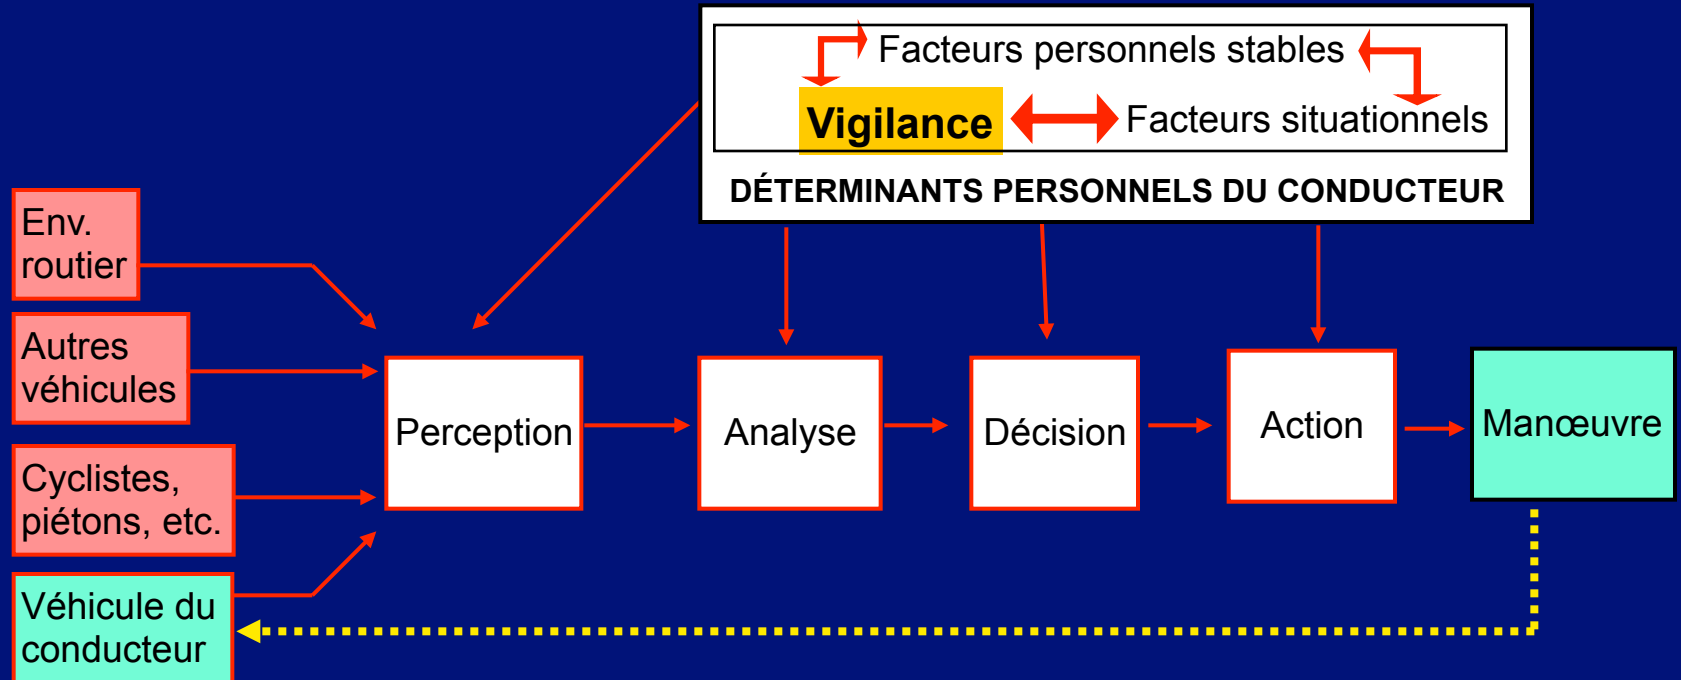 Facteurs personnels stables
Vigilance
Facteurs situationnels
DÉTERMINANTS PERSONNELS DU CONDUCTEUR
Env.
routier
Autres
véhicules
Cyclistes,
piétons, etc.
Véhicule du
conducteur
Perception
Analyse
Décision
Action
Manœuvre